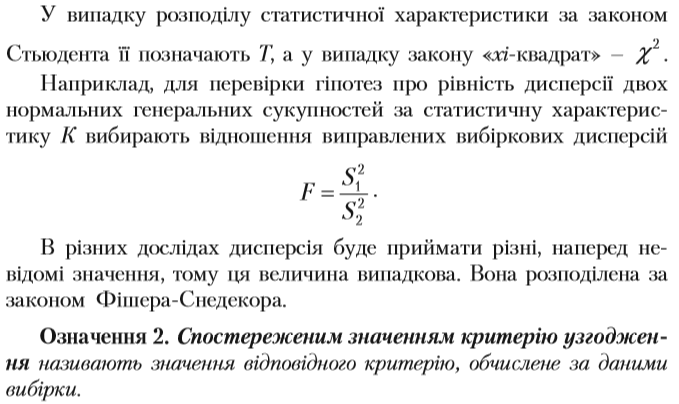 У випадку розподілу статистичної характеристики за законом
Стьюдента її позначають T, а у випадку закону «хі-квадрат» – χ².
Наприклад, для перевірки гіпотез про рівність дисперсії двох
нормальних генеральних сукупностей за статистичну характерис-
тику K вибирають відношення виправлених вибіркових дисперсій
F = S₁²/S₂².
В різних дослідах дисперсія буде приймати різні, наперед не-
відомі значення, тому ця величина випадкова. Вона розподілена за
законом Фішера-Снедекора.
Означення 2. Спостереженим значенням критерію узгоджен-
ня називають значення відповідного критерію, обчислене за даними
вибірки.